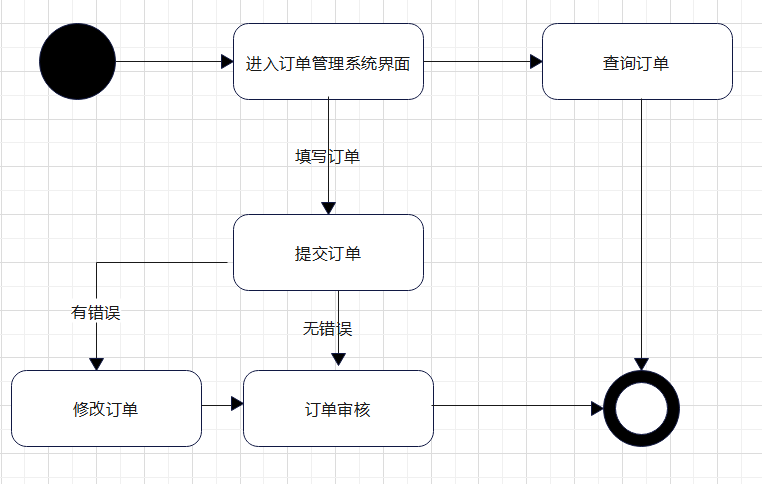 进入订单管理系统界面
查询订单
填写订单
提交订单
有错误
无错误
修改订单
订单审核